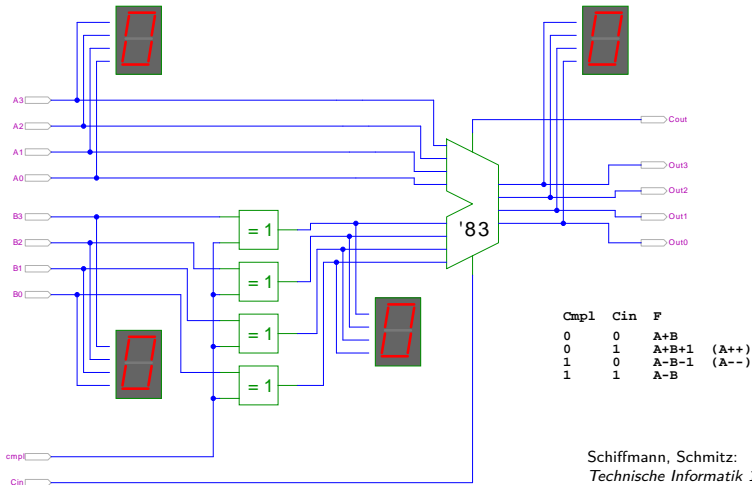 A3
A2
A1
A0
B3
B2
B1
B0
cmpl
Cin
= 1
= 1
= 1
= 1
'83
Cout
Out3
Out2
Out1
Out0
Cmpl Cin F
0 0 A+B
0 1 A+B+1 (A++)
1 0 A-B-1 (A--)
1 1 A-B
Schiffmann, Schmitz:
Technische Informatik